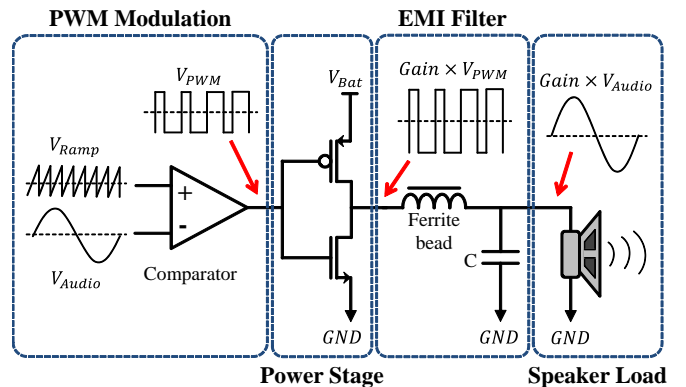 PWM Modulation
EMI Filter
V_PWM
V_Bat
Gain × V_PWM
Gain × V_Audio
V_Ramp
+
-
V_Audio
Comparator
Ferrite
bead
C
GND
GND
GND
Power Stage
Speaker Load